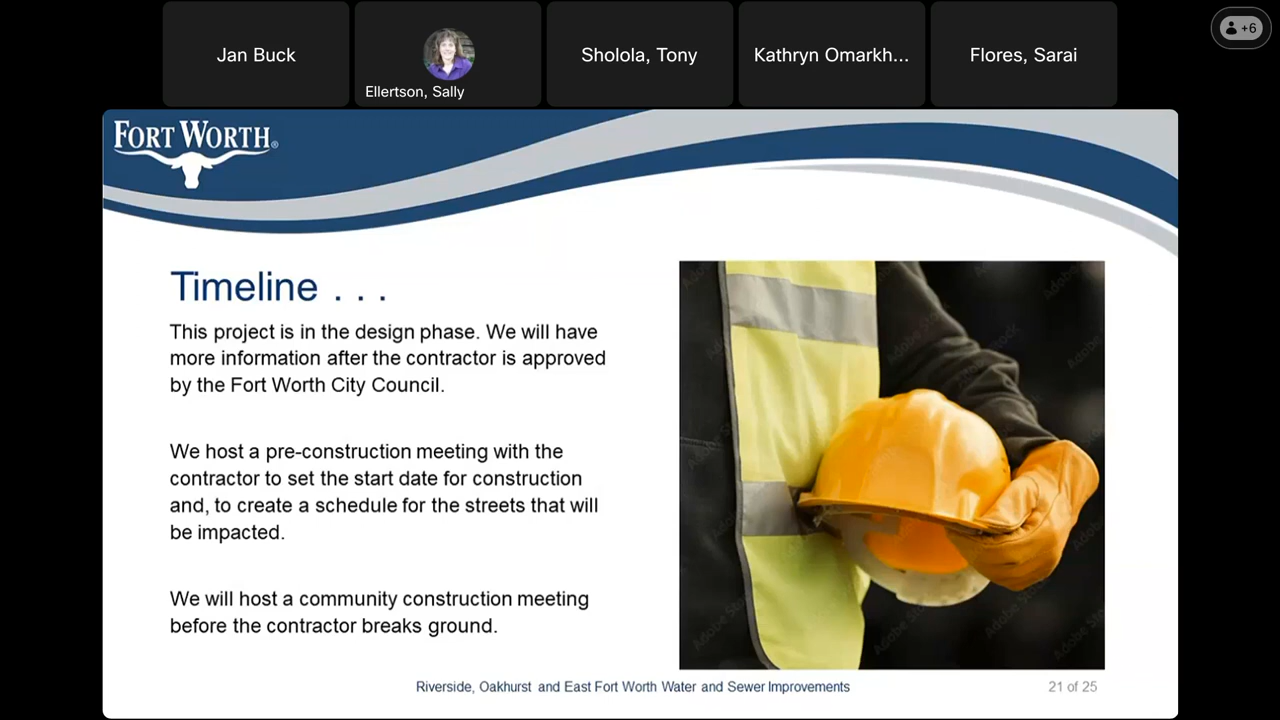 Jan Buck
Ellertson, Sally
Sholola, Tony
Kathryn Omarkh...
Flores, Sarai
+6
FORT WORTH®
Timeline . . .
This project is in the design phase. We will have
more information after the contractor is approved
by the Fort Worth City Council.
We host a pre-construction meeting with the
contractor to set the start date for construction
and, to create a schedule for the streets that will
be impacted.
We will host a community construction meeting
before the contractor breaks ground.
Riverside, Oakhurst and East Fort Worth Water and Sewer Improvements
21 of 25